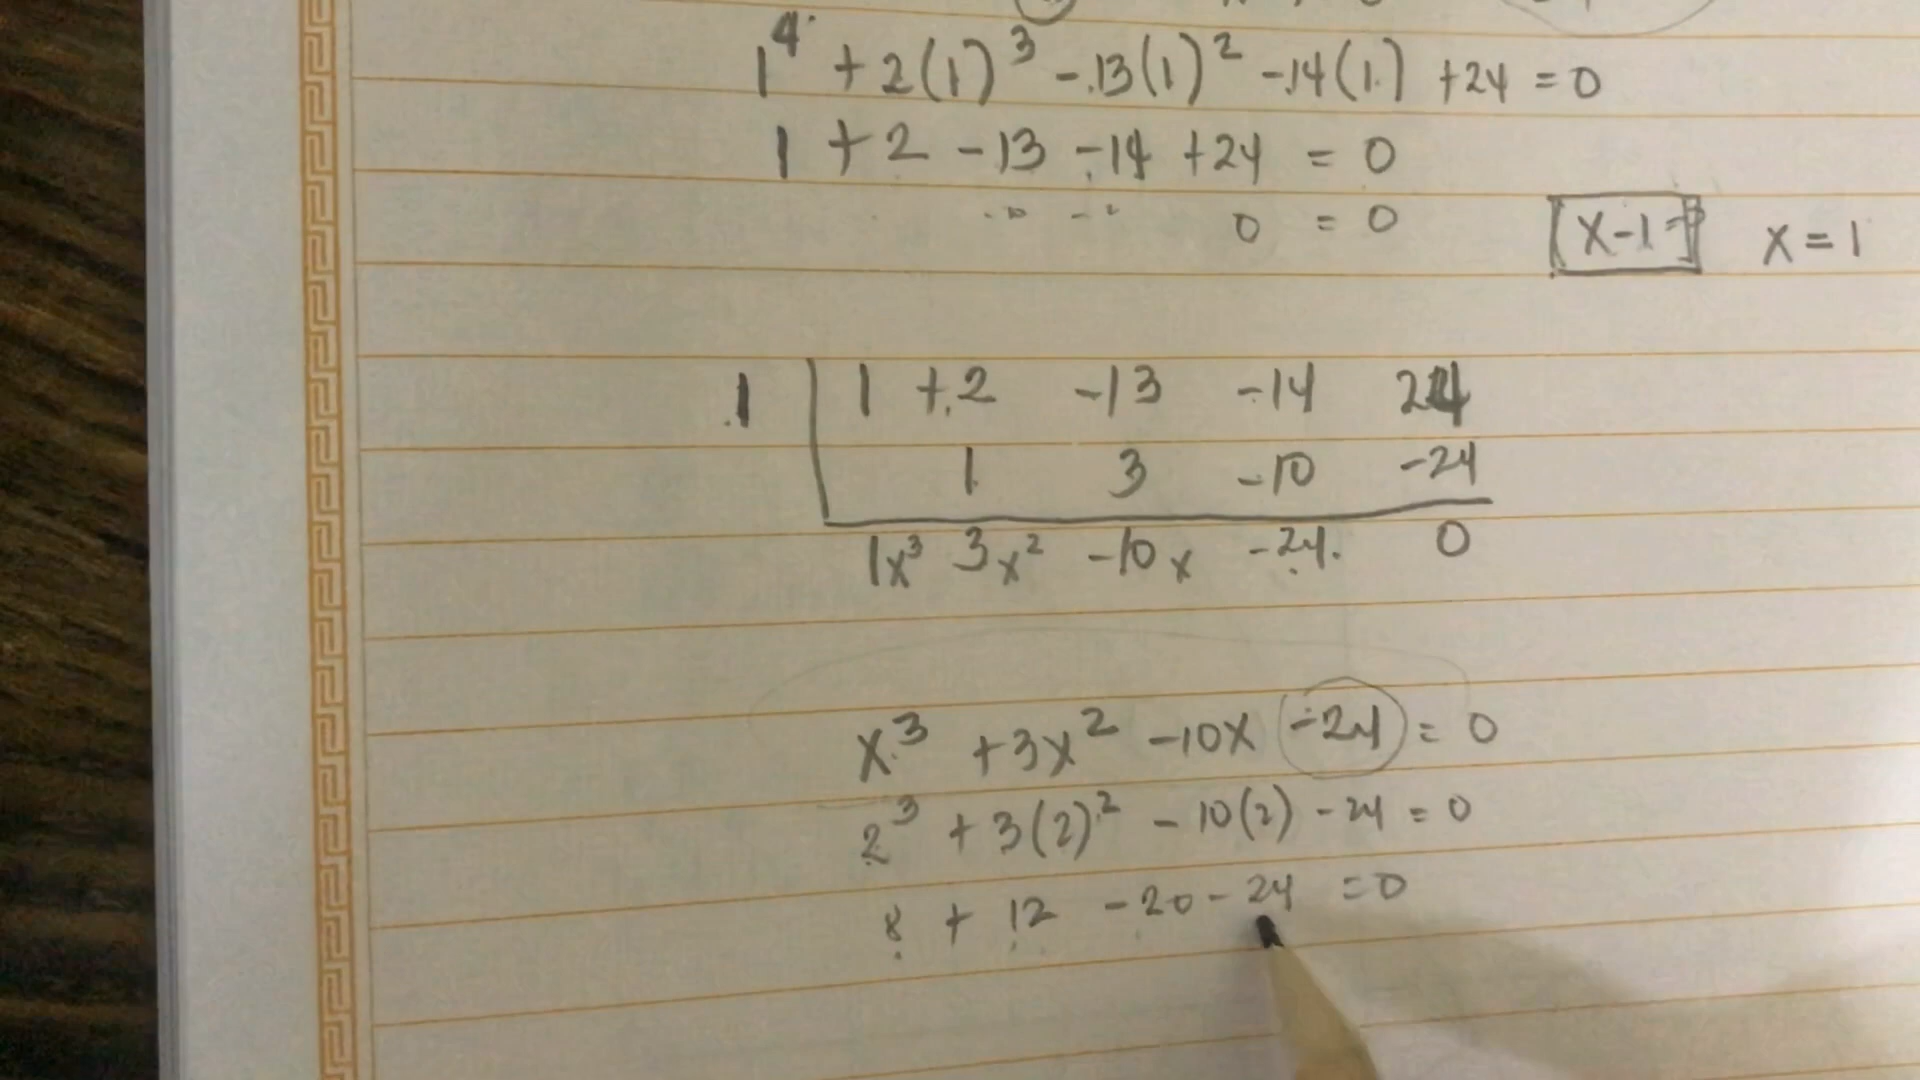 1⁴ + 2(1)³ - 13(1)² - 14(1) + 24 = 0
1 + 2 - 13 - 14 + 24 = 0
0 = 0
x-1 x = 1
1 1 +2 -13 -14 24
1 3 -10 -24
1x³ 3x² -10x -24 0
x³ + 3x² - 10x - 24 = 0
2³ + 3(2)² - 10(2) - 24 = 0
8 + 12 - 20 - 24 = 0